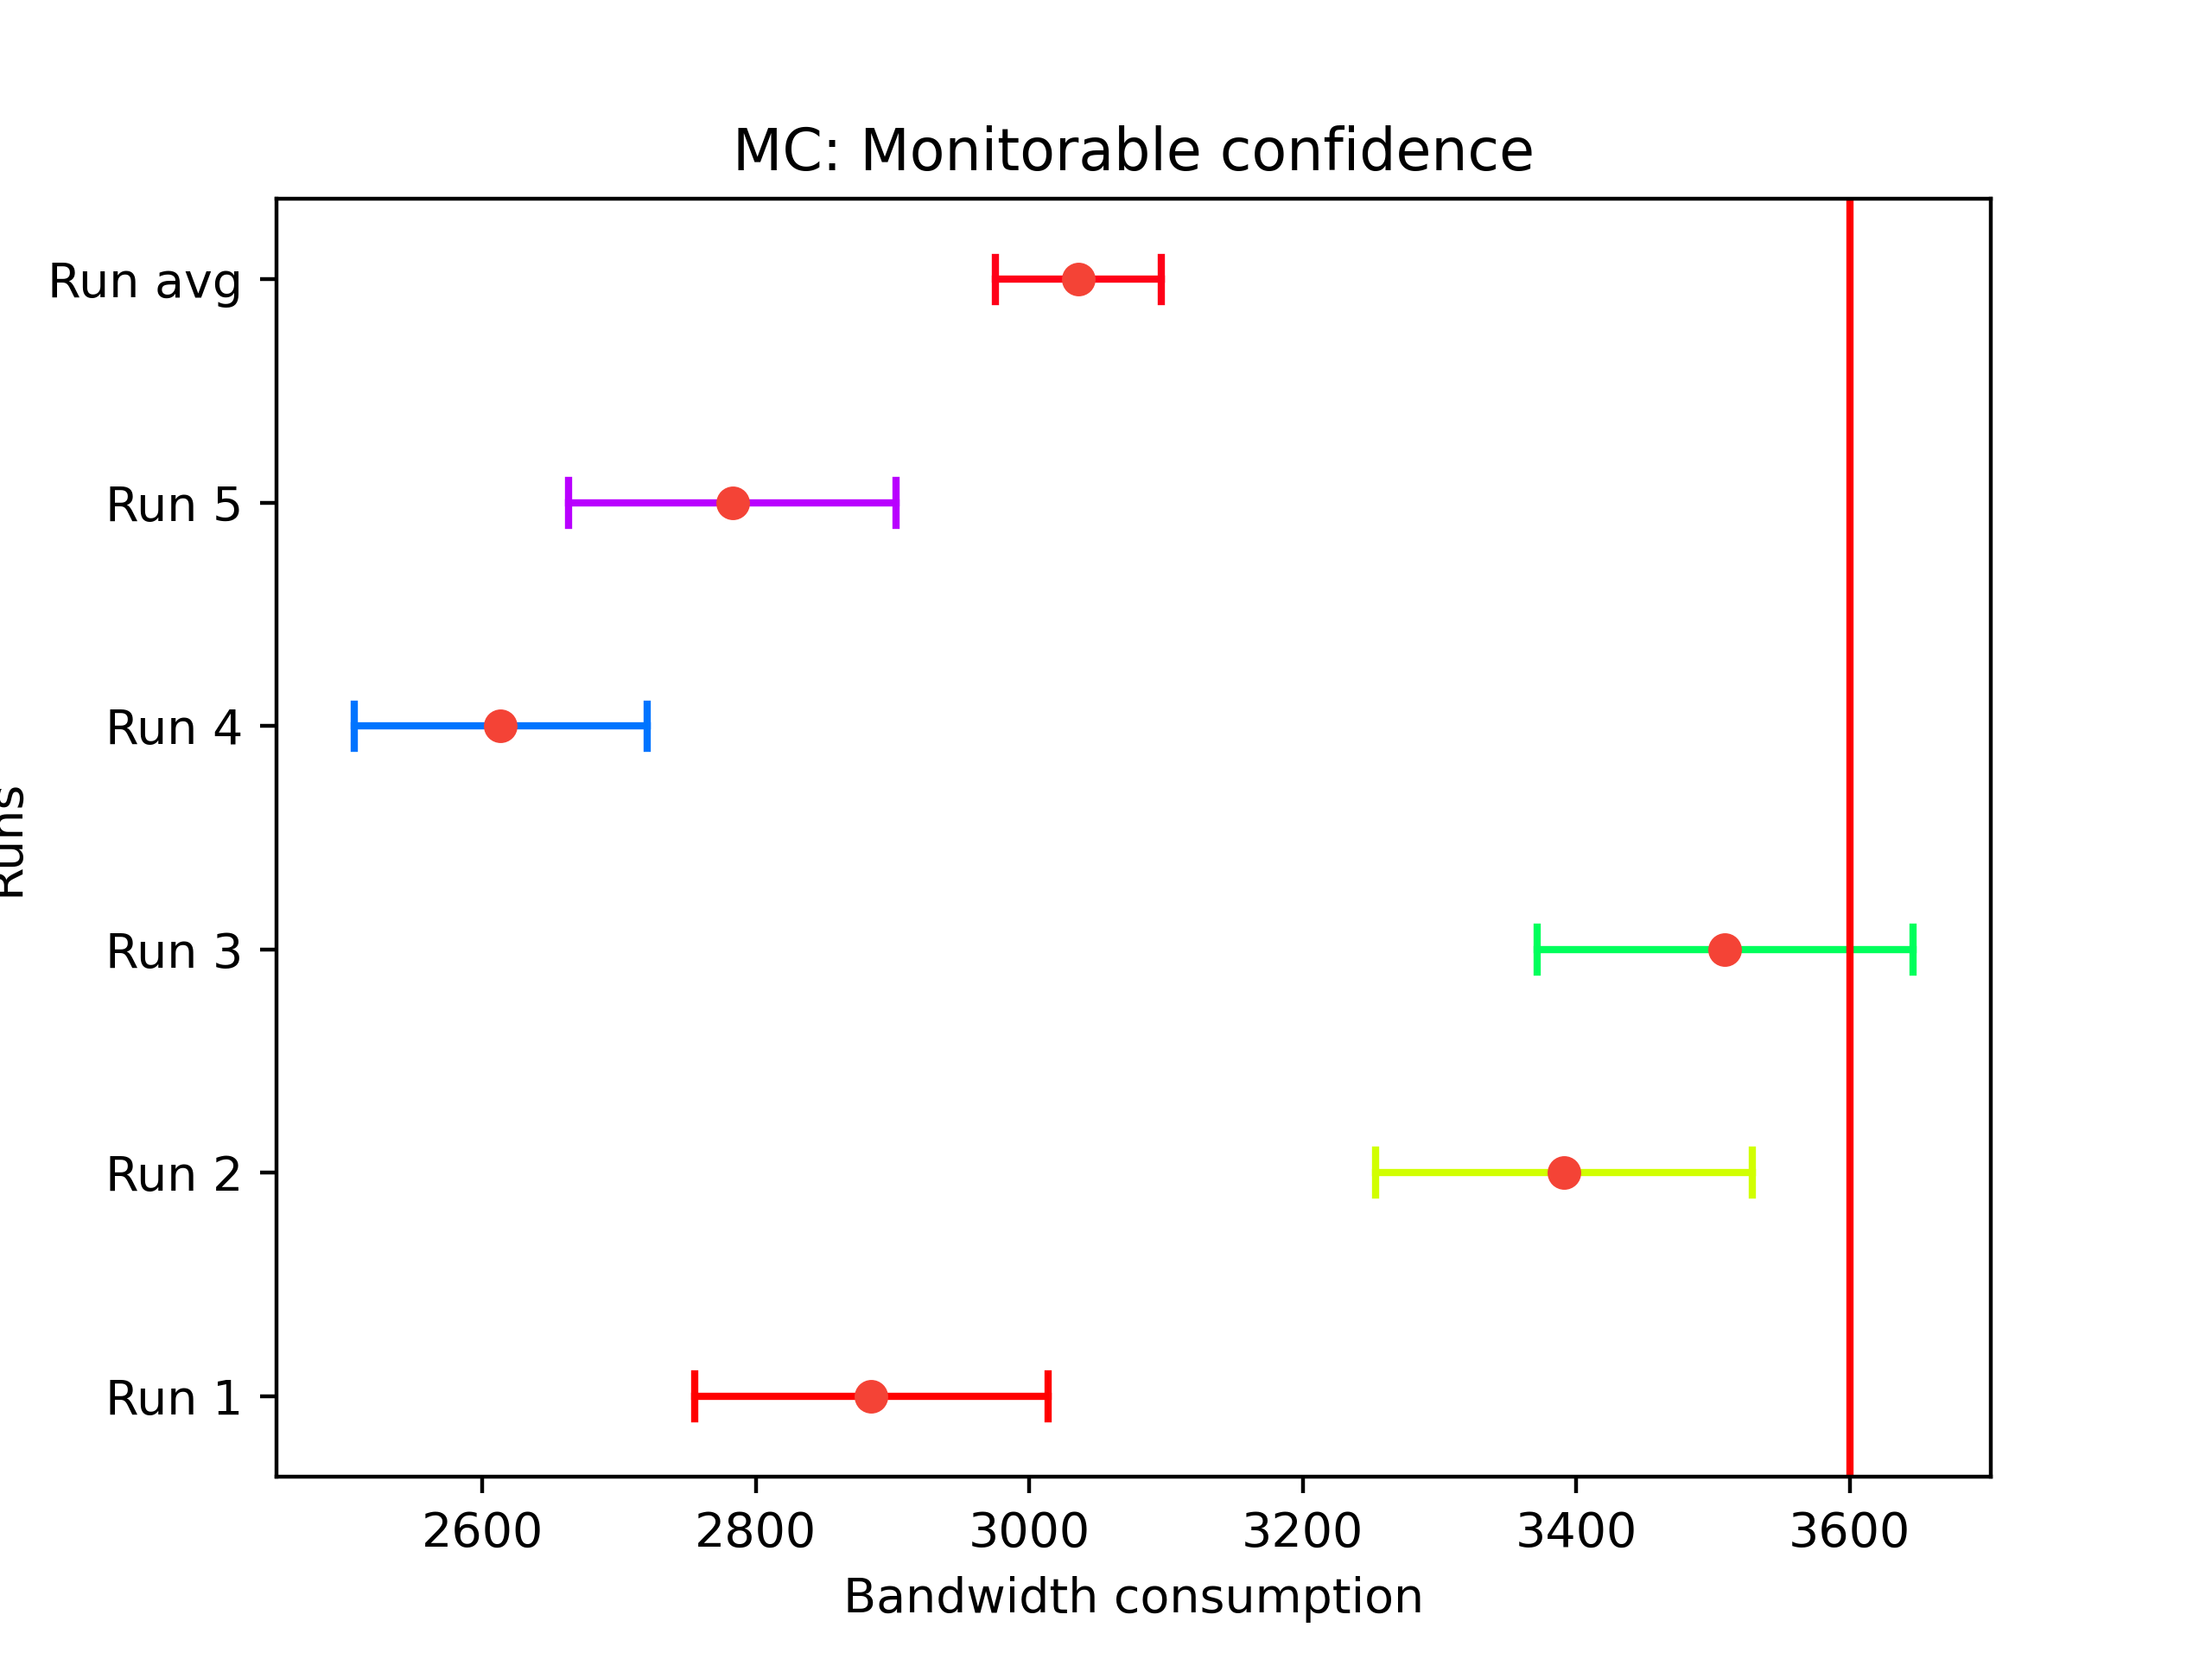 MC: Monitorable confidence
Run avg
Run 5
Run 4
Run 3
Run 2
Run 1
Runs
2600 2800 3000 3200 3400 3600
Bandwidth consumption